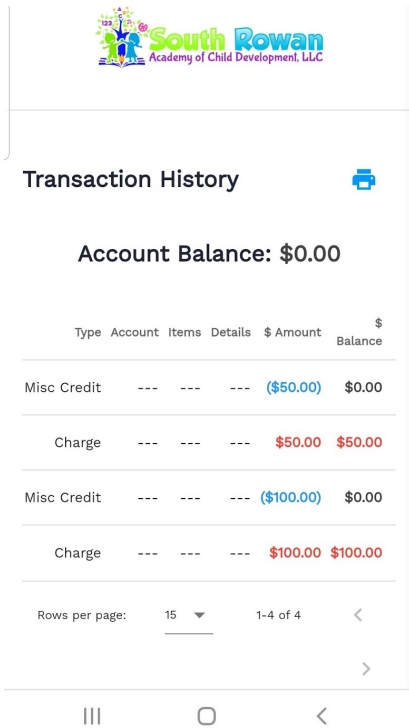 South Rowan
Academy of Child Development, LLC
Transaction History
Account Balance: $0.00
Type Account Items Details $ Amount $ Balance
Misc Credit --- --- --- ($50.00) $0.00
Charge --- --- --- $50.00 $50.00
Misc Credit --- --- --- ($100.00) $0.00
Charge --- --- --- $100.00 $100.00
Rows per page: 15 1-4 of 4